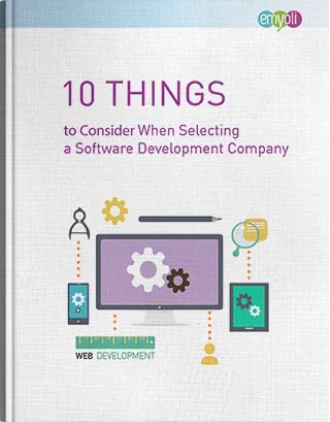 emyoli
10 THINGS
to Consider When Selecting
a Software Development Company
WEB DEVELOPMENT